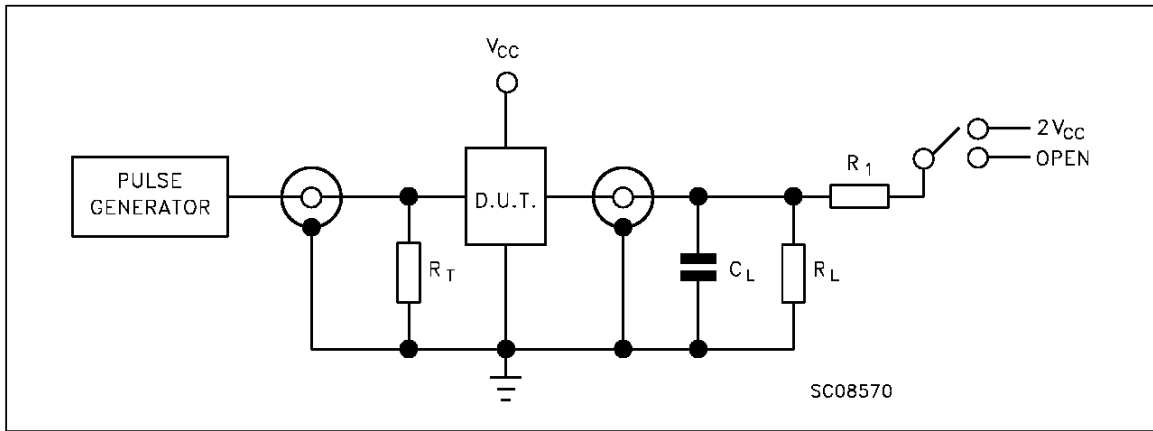 VCC
2VCC
OPEN
PULSE
GENERATOR
D.U.T.
R1
RT
CL
RL
SC08570